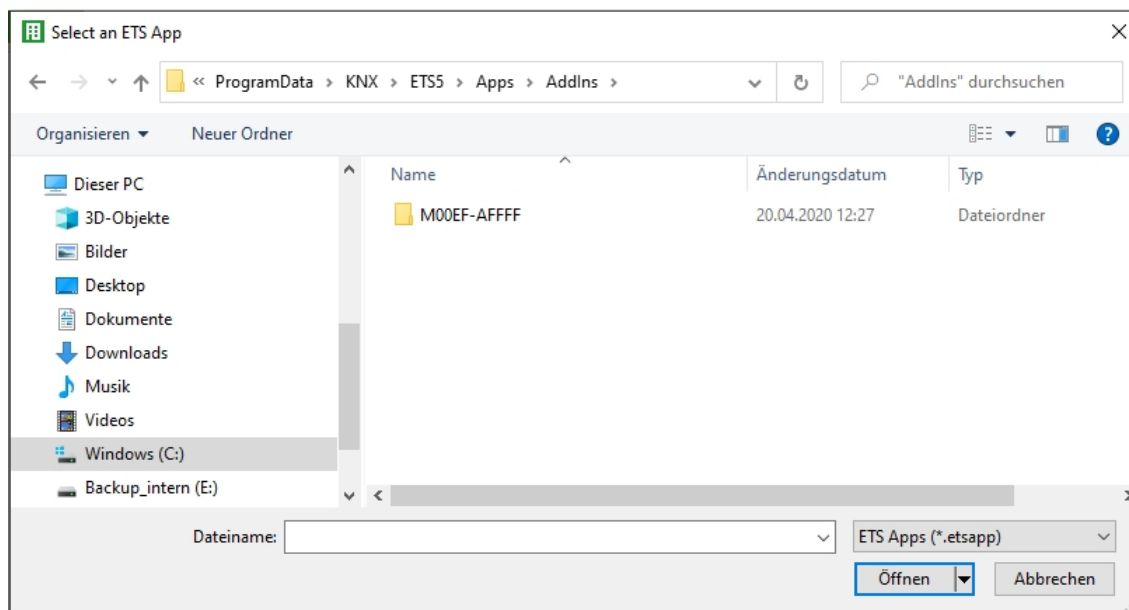 Select an ETS App
« ProgramData › KNX › ETS5 › Apps › AddIns ›
"AddIns" durchsuchen
Organisieren
Neuer Ordner
Name Änderungsdatum Typ
M00EF-AFFFF 20.04.2020 12:27 Dateiordner
Dieser PC
3D-Objekte
Bilder
Desktop
Dokumente
Downloads
Musik
Videos
Windows (C:)
Backup_intern (E:)
Dateiname:
ETS Apps (*.etsapp)
Öffnen
Abbrechen